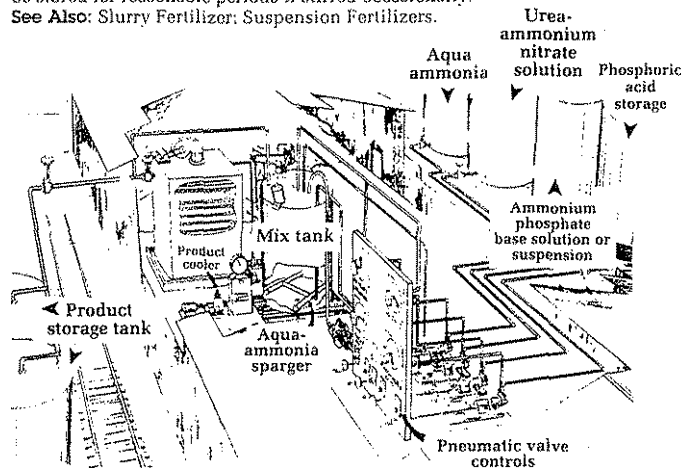 See Also: Slurry Fertilizer; Suspension Fertilizers.
Urea-
ammonium
nitrate
solution
Aqua
ammonia
Phosphoric
acid
storage
Ammonium
phosphate
base solution or
suspension
Mix tank
Product
cooler
Product
storage tank
Aqua-
ammonia
sparger
Pneumatic valve
controls